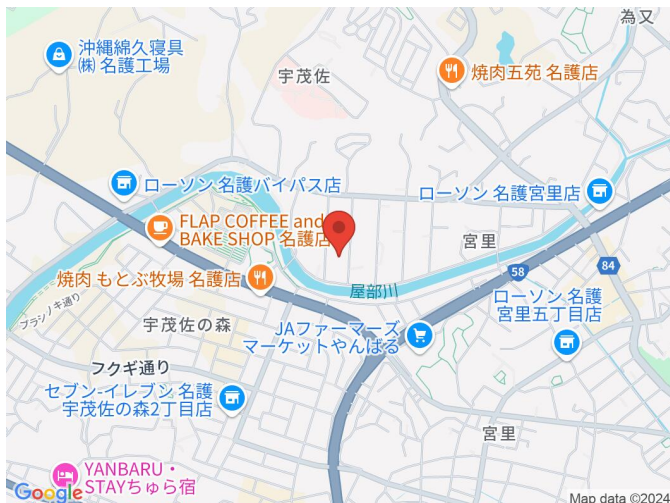 為又
沖縄綿久寝具
㈱ 名護工場
宇茂佐
焼肉五苑 名護店
ローソン 名護バイパス店
ローソン 名護宮里店
FLAP COFFEE and
BAKE SHOP 名護店
宮里
焼肉 もとぶ牧場 名護店
58
84
屋部川
ローソン 名護
宮里五丁目店
ブラシノキ通り
宇茂佐の森
JAファーマーズ
マーケットやんばる
フクギ通り
セブン-イレブン 名護
宇茂佐の森2丁目店
宮里
YANBARU・
STAYちゅら宿
Google
Map data ©2024